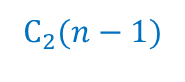 C₂(n − 1)